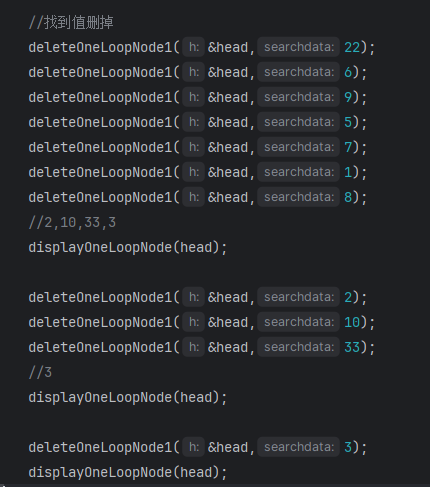 //找到值删掉
deleteOneLoopNode1( h: &head, searchdata: 22);
deleteOneLoopNode1( h: &head, searchdata: 6);
deleteOneLoopNode1( h: &head, searchdata: 9);
deleteOneLoopNode1( h: &head, searchdata: 5);
deleteOneLoopNode1( h: &head, searchdata: 7);
deleteOneLoopNode1( h: &head, searchdata: 1);
deleteOneLoopNode1( h: &head, searchdata: 8);
//2,10,33,3
displayOneLoopNode(head);
deleteOneLoopNode1( h: &head, searchdata: 2);
deleteOneLoopNode1( h: &head, searchdata: 10);
deleteOneLoopNode1( h: &head, searchdata: 33);
//3
displayOneLoopNode(head);
deleteOneLoopNode1( h: &head, searchdata: 3);
displayOneLoopNode(head);